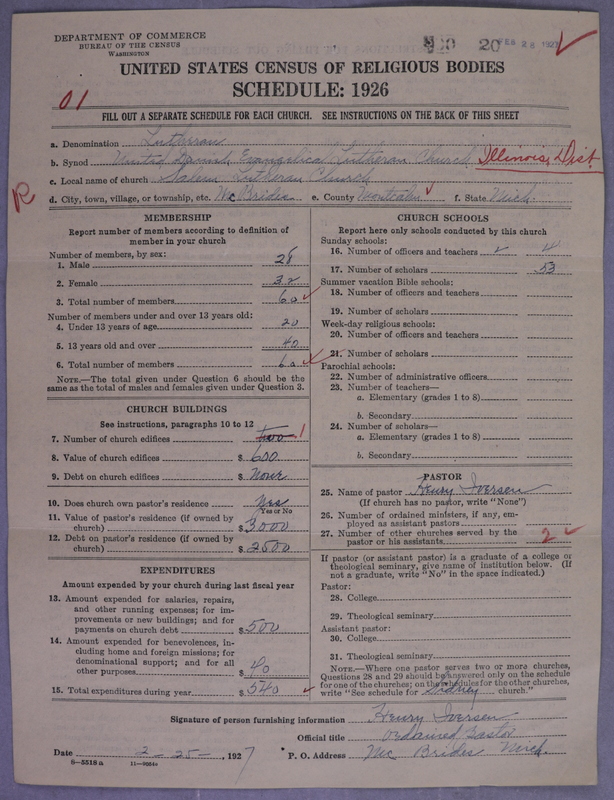 DEPARTMENT OF COMMERCE
BUREAU OF THE CENSUS
WASHINGTON
20 FEB 28 1927
UNITED STATES CENSUS OF RELIGIOUS BODIES
SCHEDULE: 1926
01
FILL OUT A SEPARATE SCHEDULE FOR EACH CHURCH. SEE INSTRUCTIONS ON THE BACK OF THIS SHEET
a. Denomination Lutheran
b. Synod United Danish Evangelical Lutheran Church Illinois Dist.
c. Local name of church Salem Lutheran Church
R
d. City, town, village, or township, etc. McBrides e. County Montcalm f. State Mich.
MEMBERSHIP
Report number of members according to definition of member in your church
Number of members, by sex:
1. Male 28
2. Female 32
3. Total number of members 60
Number of members under and over 13 years old:
4. Under 13 years of age 20
5. 13 years old and over 40
6. Total number of members 60
NOTE.—The total given under Question 6 should be the same as the total of males and females given under Question 3.
CHURCH BUILDINGS
See instructions, paragraphs 10 to 12
7. Number of church edifices 1
8. Value of church edifices $ 600.
9. Debt on church edifices $ None
10. Does church own pastor's residence Yes
Yes or No
11. Value of pastor's residence (if owned by church) $ 3000
12. Debt on pastor's residence (if owned by church) $ 2500
EXPENDITURES
Amount expended by your church during last fiscal year
13. Amount expended for salaries, repairs, and other running expenses; for improvements or new buildings; and for payments on church debt $ 500
14. Amount expended for benevolences, including home and foreign missions; for denominational support; and for all other purposes $ 40
15. Total expenditures during year $ 540
CHURCH SCHOOLS
Report here only schools conducted by this church
Sunday schools:
16. Number of officers and teachers 4
17. Number of scholars 53
Summer vacation Bible schools:
18. Number of officers and teachers
19. Number of scholars
Week-day religious schools:
20. Number of officers and teachers
21. Number of scholars
Parochial schools:
22. Number of administrative officers
23. Number of teachers—
a. Elementary (grades 1 to 8)
b. Secondary
24. Number of scholars—
a. Elementary (grades 1 to 8)
b. Secondary
PASTOR
25. Name of pastor Henry Iversen
(If church has no pastor, write "None")
26. Number of ordained ministers, if any, employed as assistant pastors
27. Number of other churches served by the pastor or his assistants 2
If pastor (or assistant pastor) is a graduate of a college or theological seminary, give name of institution below. (If not a graduate, write "No" in the space indicated.)
Pastor:
28. College
29. Theological seminary
Assistant pastor:
30. College
31. Theological seminary
NOTE.—Where one pastor serves two or more churches, Questions 28 and 29 should be answered only on the schedule for one of the churches; on the schedules for the other churches, write "See schedule for Sidney church."
Signature of person furnishing information Henry Iversen
Official title Ordained Pastor
Date 2-25-, 1927 P. O. Address Mc Brides Mich.
8—5518 a